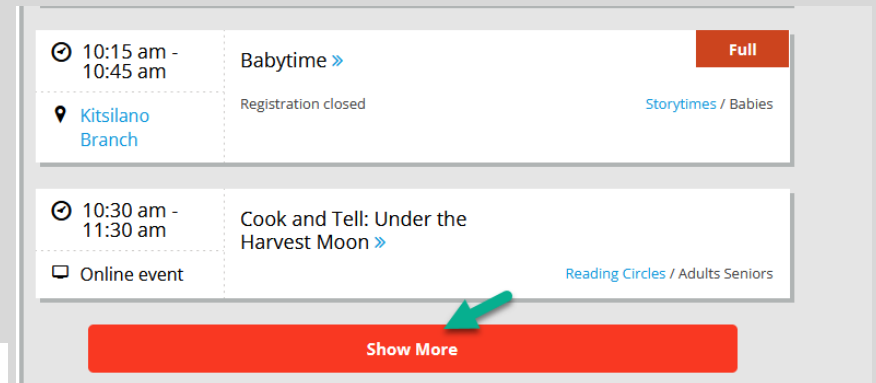 10:15 am -
10:45 am
Babytime »
Full
Kitsilano
Branch
Registration closed
Storytimes / Babies
10:30 am -
11:30 am
Cook and Tell: Under the
Harvest Moon »
Online event
Reading Circles / Adults Seniors
Show More